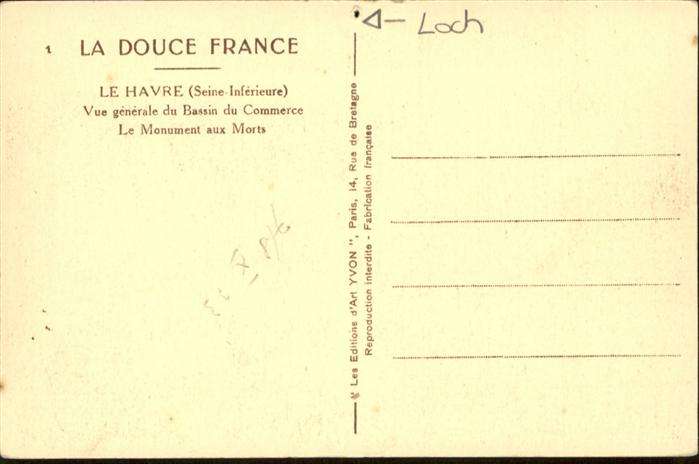 1 LA DOUCE FRANCE
LE HAVRE (Seine-Inférieure)
Vue générale du Bassin du Commerce
Le Monument aux Morts
" Les Editions d'Art YVON ", Paris, 14, Rue de Bretagne
Reproduction interdite - Fabrication française
Loch